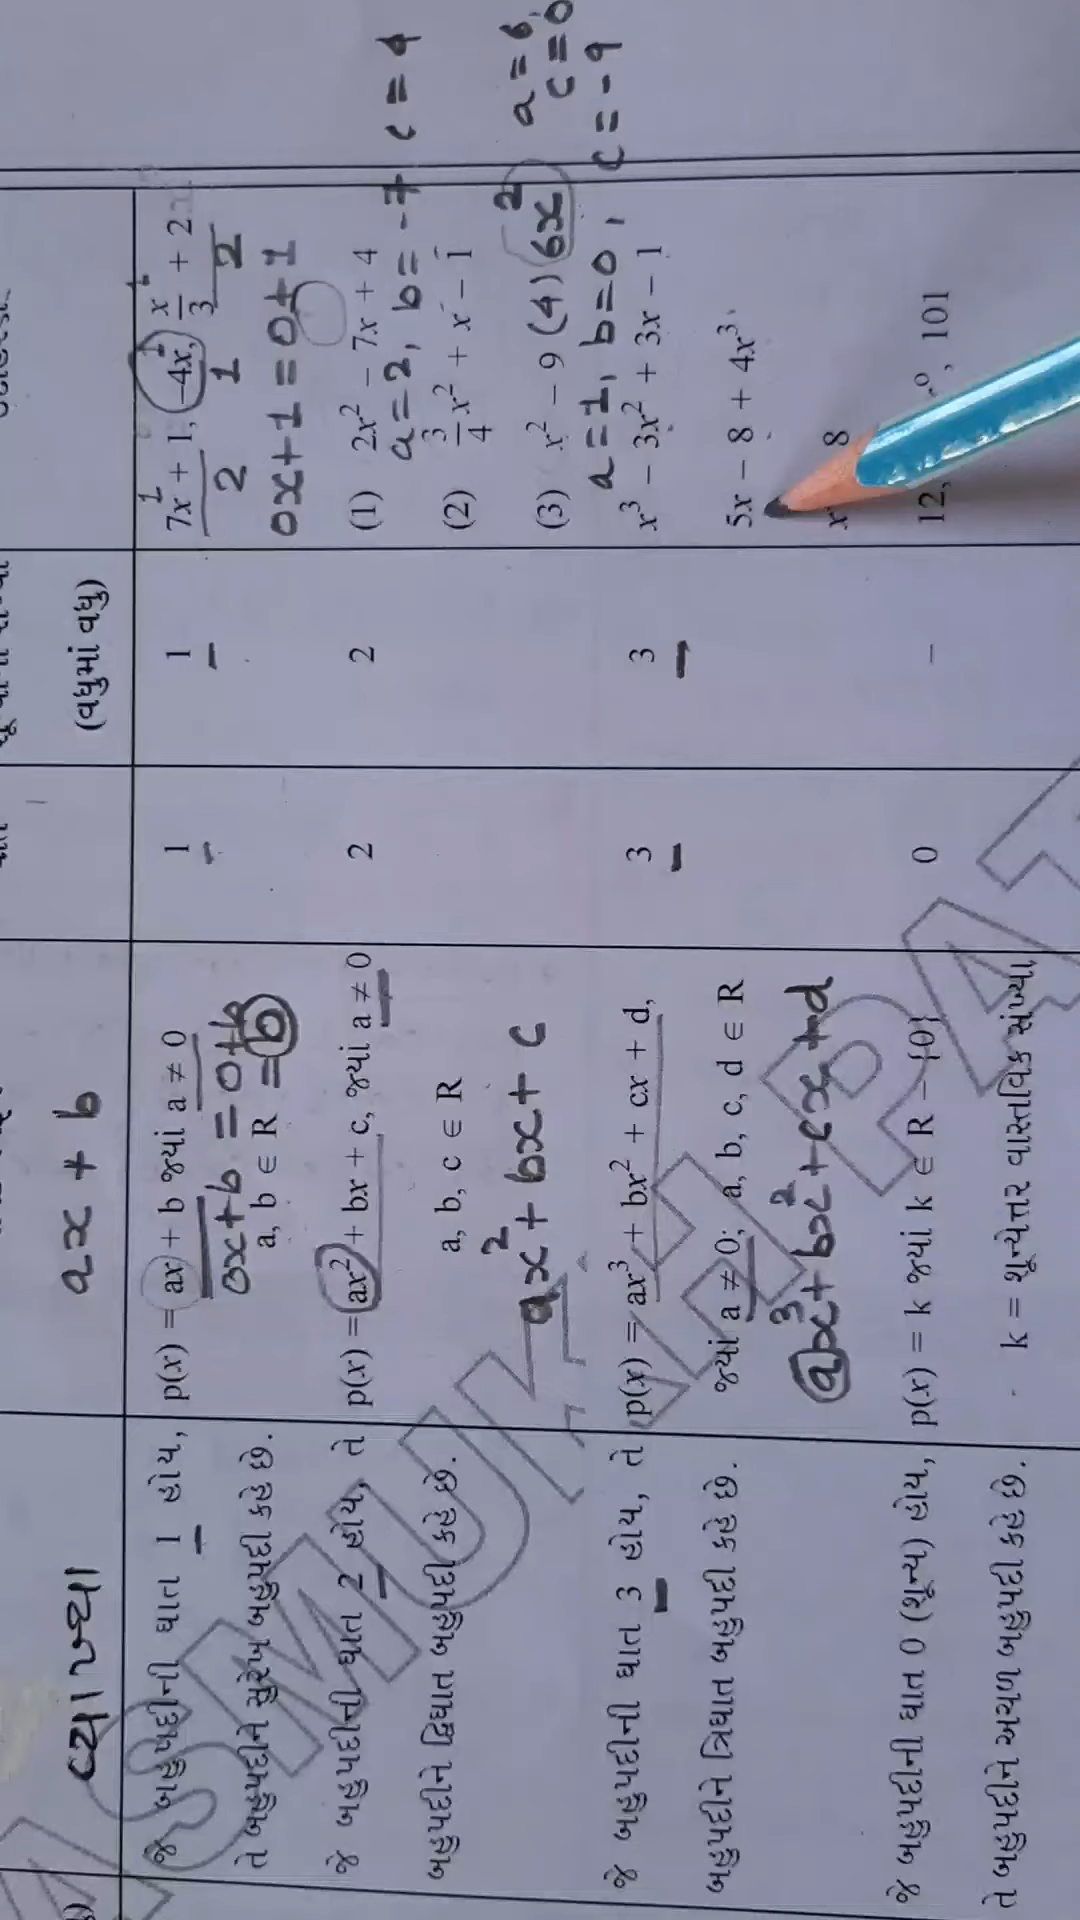 વ્યાખ્યા
ax + b
(વધુમાં વધુ)
જે બહુપદીની ઘાત 1 હોય,
તે બહુપદીને સુરેખ બહુપદી કહે છે.
p(x) = ax + b જ્યાં a ≠ 0
0x+b = 0+b
a, b ∈ R = b
1
1
7x + 1, -4x, x/3 + 2x
2 1 2
0x+1 = 0+1
જે બહુપદીની ઘાત 2 હોય, તે
બહુપદીને દ્વિઘાત બહુપદી કહે છે.
p(x) = ax² + bx + c, જ્યાં a ≠ 0
a, b, c ∈ R
ax² + bx + c
2
2
(1) 2x² - 7x + 4
a=2, b=-7 c=4
(2) 3/4 x² + x - 1
(3) x² - 9 (4) 6x² a=6,
c=0
a=1, b=0, c=-9
જે બહુપદીની ઘાત 3 હોય, તે
બહુપદીને ત્રિઘાત બહુપદી કહે છે.
p(x) = ax³ + bx² + cx + d,
જ્યાં a ≠ 0; a, b, c, d ∈ R
ax³ + bx² + cx + d
3
3
x³ - 3x² + 3x - 1
5x - 8 + 4x³
8
જે બહુપદીની ઘાત 0 (શૂન્ય) હોય,
તે બહુપદીને અચળ બહુપદી કહે છે.
p(x) = k જ્યાં k ∈ R - {0}
k = શૂન્યેત્તર વાસ્તવિક સંખ્યા.
0
–
12, 101